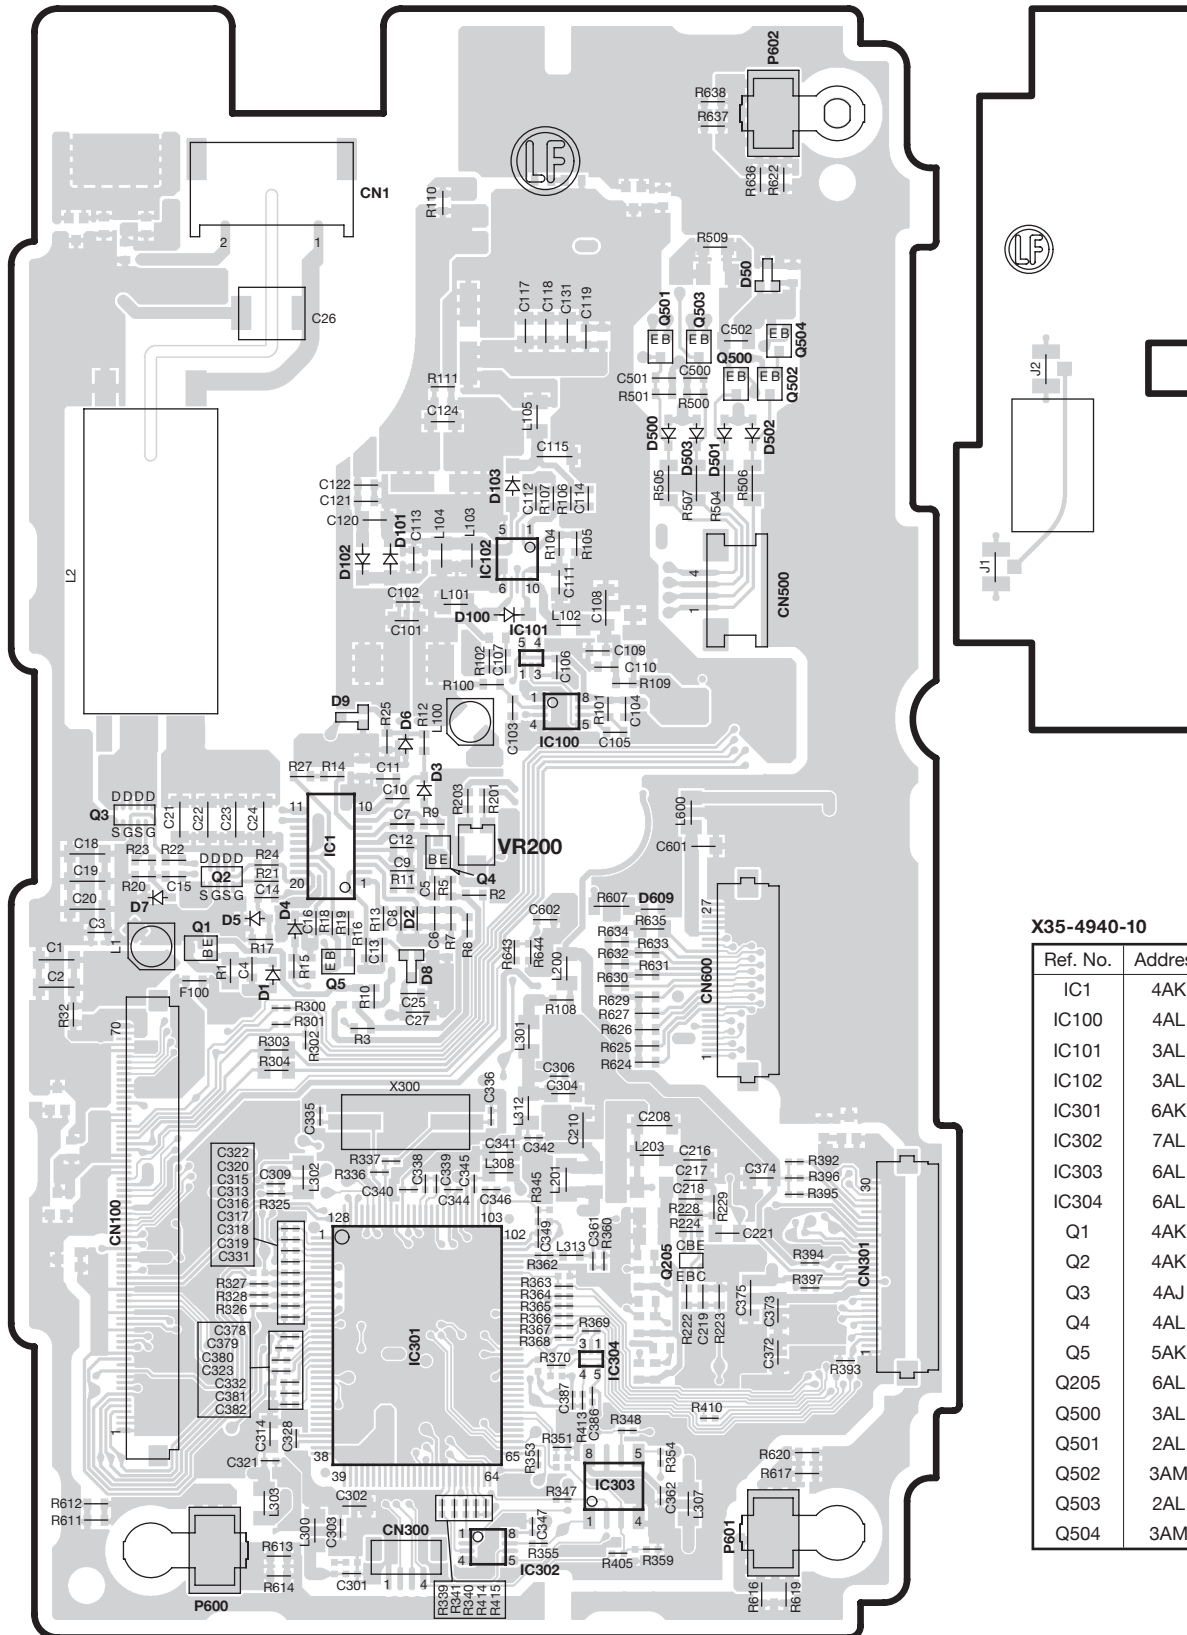 P602
R638
R637
LF
R636
R622
CN1
R110
2
1
R509
D50
LF
C26
C117
C118
C131
C119
Q501
Q503
C502
Q504
EB
EB
EB
Q500
J2
R111
C501
C500
EB
EB
Q502
R501
R500
C124
L105
D500
D503
D501
D502
C115
D103
C122
C121
C112
R107
R106
C114
R505
R507
R504
R506
C120
D101
C113
L104
L103
5
1
R104
R105
D102
IC102
J1
L2
6
10
C111
4
1
CN500
C102
L101
C108
D100
L102
C101
IC101
5
4
R102
C107
C106
C109
1
3
C110
R100
R109
D9
R25
D6
R12
L100
1
8
R101
C104
4
5
C103
IC100
C105
R27
R14
C11
D3
C10
R203
R201
L600
DDDD
Q3
SGSG
C21
C22
C23
C24
11
10
C7
R9
VR200
C601
C18
R23
R22
DDDD
R24
IC1
C12
BE
C19
Q2
R21
C9
Q4
R20
C15
SGSG
C14
20
1
R11
C5
R5
R2
C20
D7
C3
D5
D4
C16
R18
R19
R16
R13
C8
D2
C6
R7
R8
C602
R607
D609
27
R635
R634
R633
L1
Q1
BE
R17
EB
C13
R643
R644
R632
R631
C1
C2
R1
C4
D1
R15
Q5
D8
L200
R630
CN600
F100
R10
C25
R108
R629
R32
70
R300
C27
R627
R301
R3
R626
R303
R302
L301
R625
R304
R624
1
C306
X300
C304
C335
C336
L312
C210
C208
C322
C320
C315
C313
C316
C317
C318
C319
C331
C309
R325
L302
R337
R336
C340
C338
C339
C344
C345
C341
L308
C346
C342
R345
L201
L203
C216
C217
C218
R228
R224
R229
C374
R392
R396
R395
30
CN100
1
128
103
102
C349
R362
L313
C361
R360
CBE
Q205
EBC
C221
R394
R397
CN301
R327
R328
R326
R363
R364
R365
R366
R367
R368
R369
R222
C219
R223
C375
C373
C372
1
C378
C379
C380
C323
C332
C381
C382
IC301
3
1
4
5
IC304
R370
R393
C387
R413
C386
R410
R348
1
C314
C328
C321
38
39
65
64
R353
R351
8
5
R354
R620
R617
R612
R611
L303
C302
R347
IC303
C362
L307
L300
C303
CN300
1
8
C347
1
4
P601
R613
R614
C301
1
4
4
5
R355
IC302
R405
R359
P600
R339
R341
R340
R414
R415
R616
R619
X35-4940-10
Ref. No. Addres
IC1 4AK
IC100 4AL
IC101 3AL
IC102 3AL
IC301 6AK
IC302 7AL
IC303 6AL
IC304 6AL
Q1 4AK
Q2 4AK
Q3 4AJ
Q4 4AL
Q5 5AK
Q205 6AL
Q500 3AL
Q501 2AL
Q502 3AM
Q503 2AL
Q504 3AM